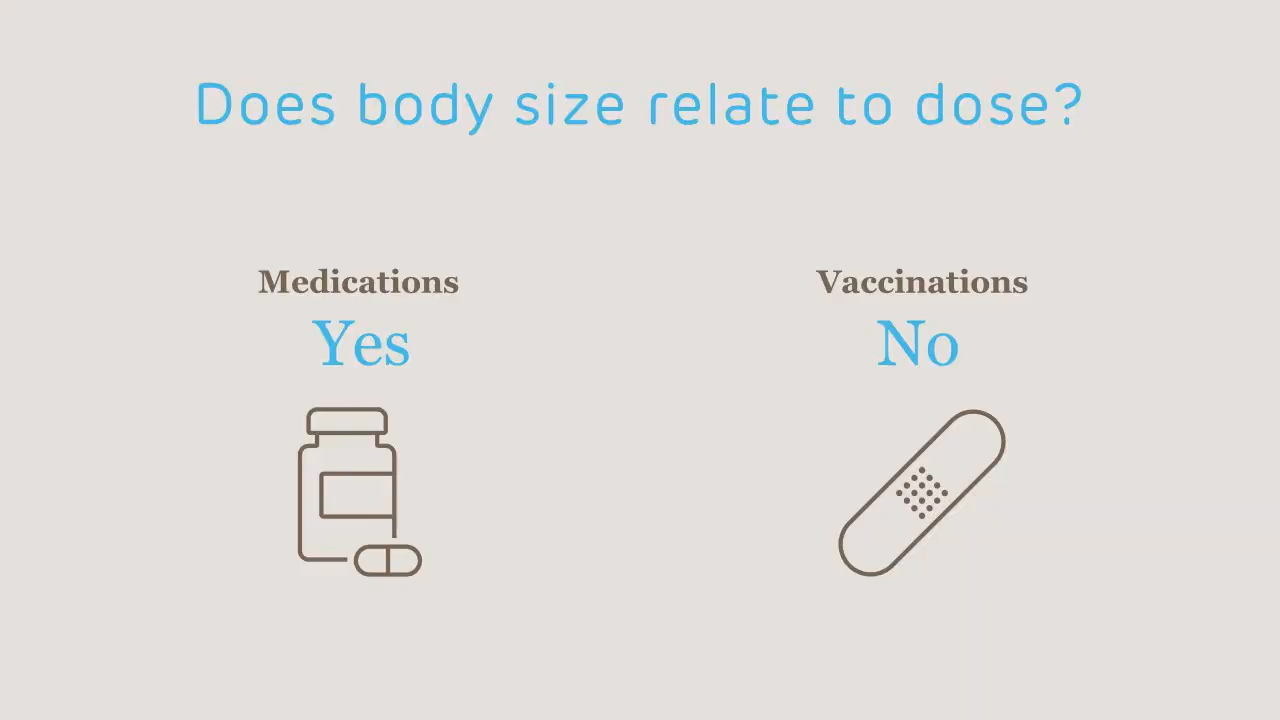 Does body size relate to dose?
Medications
Yes
Vaccinations
No